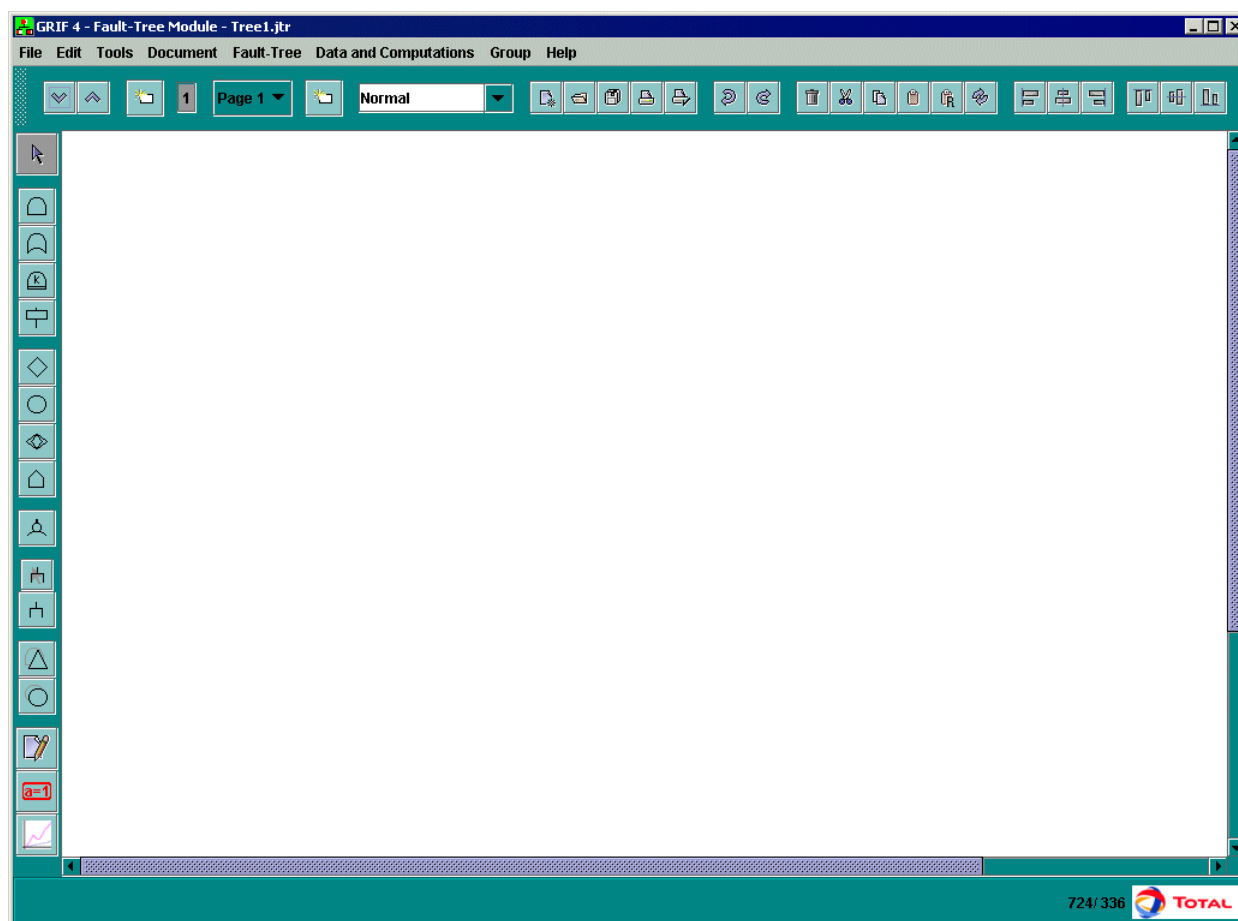 GRIF 4 - Fault-Tree Module - Tree1.jtr
File Edit Tools Document Fault-Tree Data and Computations Group Help
1 Page 1 Normal R
K
a=1
724/336 TOTAL